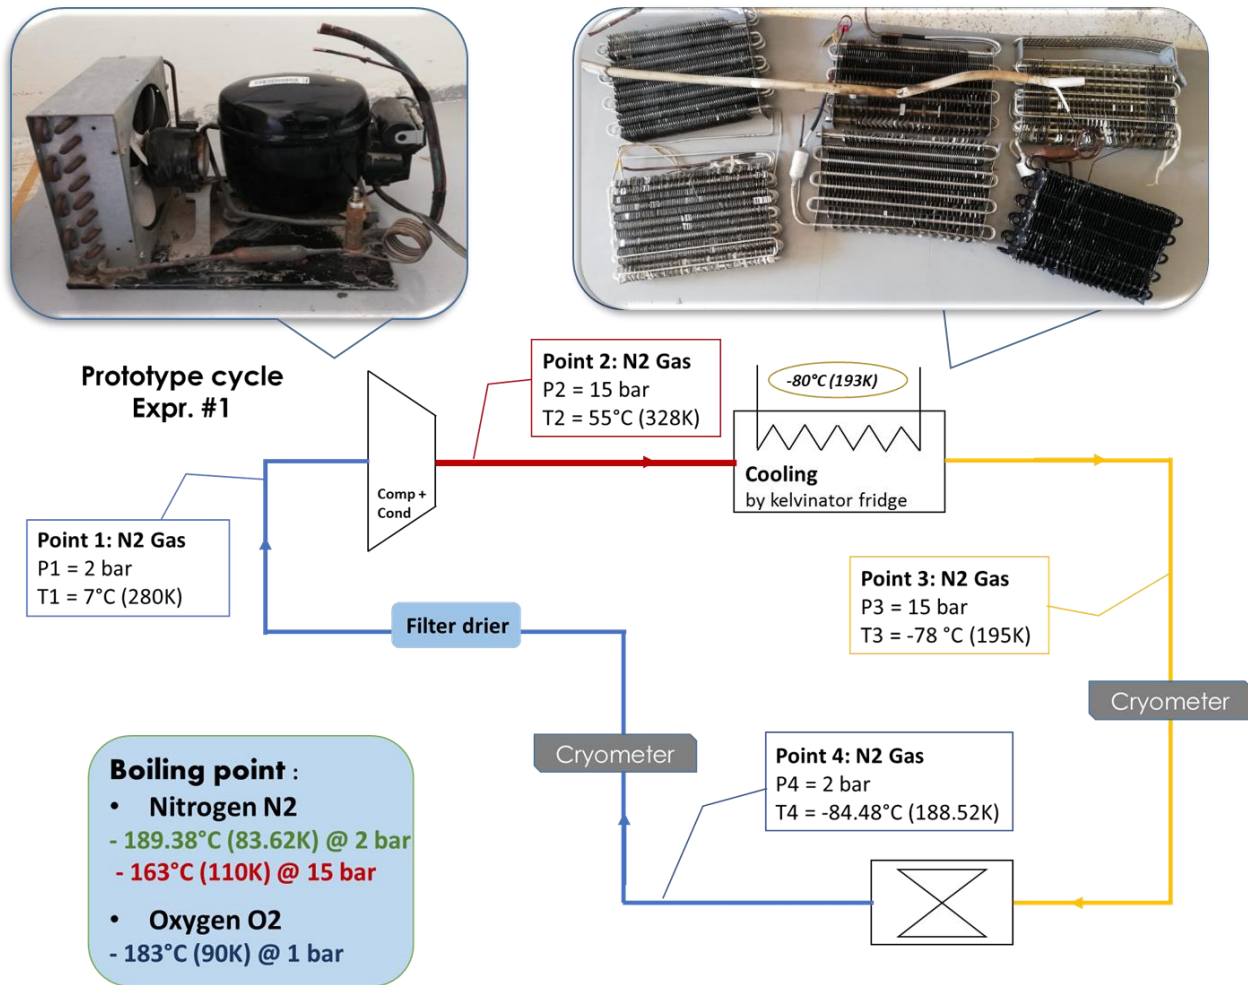 Prototype cycle
Expr. #1
Point 2: N2 Gas
P2 = 15 bar
T2 = 55°C (328K)
-80°C (193K)
Cooling
by kelvinator fridge
Comp +
Cond
Point 1: N2 Gas
P1 = 2 bar
T1 = 7°C (280K)
Filter drier
Point 3: N2 Gas
P3 = 15 bar
T3 = -78 °C (195K)
Cryometer
Cryometer
Point 4: N2 Gas
P4 = 2 bar
T4 = -84.48°C (188.52K)
Boiling point :
• Nitrogen N2
- 189.38°C (83.62K) @ 2 bar
- 163°C (110K) @ 15 bar
• Oxygen O2
- 183°C (90K) @ 1 bar